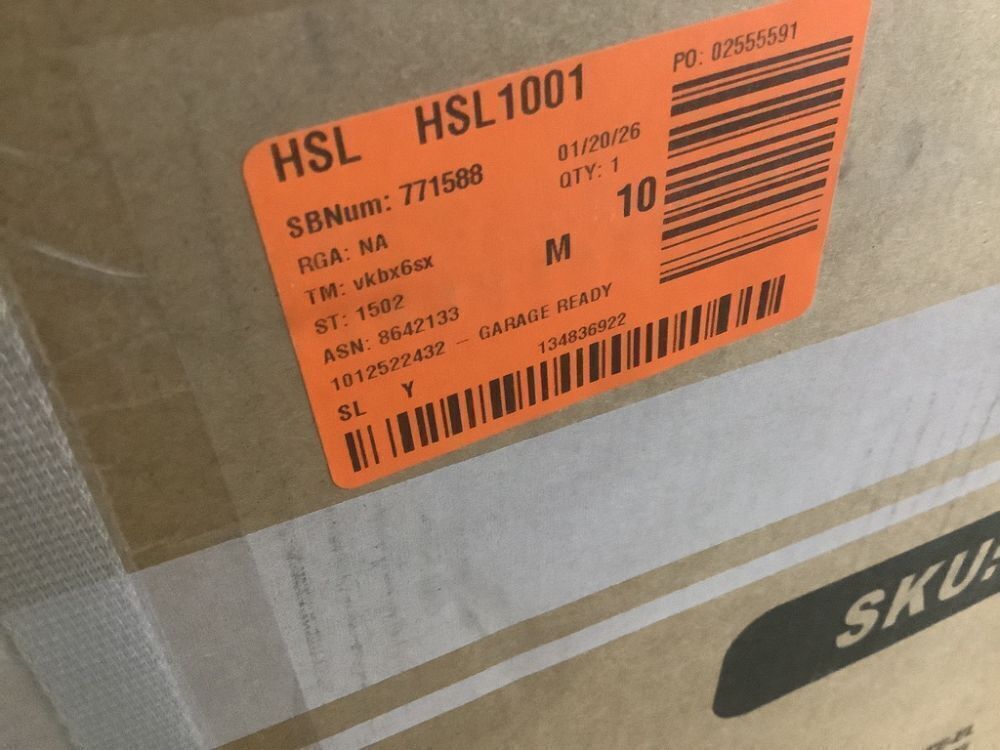 HSL HSL1001
PO: 02555591
SBNum: 771588 01/20/26
RGA: NA QTY: 1
TM: vkbx6sx M 10
ST: 1502
ASN: 8642133
1012522432 - GARAGE READY
SL Y 134836922
SKU: